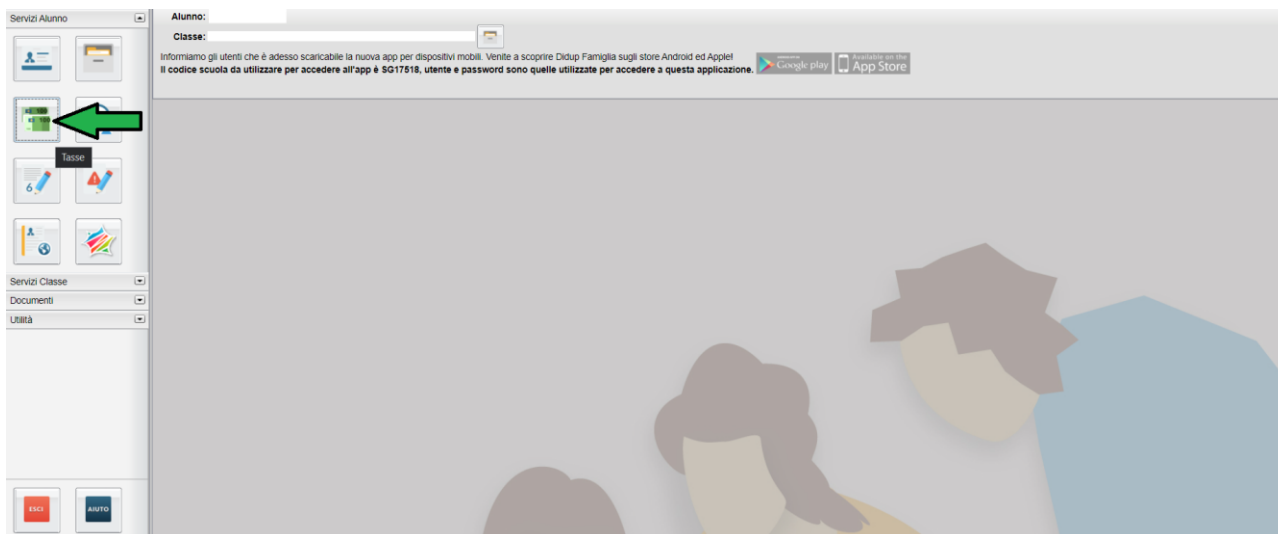 Servizi Alunno
Alunno:
Classe:
Informiamo gli utenti che è adesso scaricabile la nuova app per dispositivi mobili. Venite a scoprire Didup Famiglia sugli store Android ed Apple!
Il codice scuola da utilizzare per accedere all'app è SG17518, utente e password sono quelle utilizzate per accedere a questa applicazione.
Google play
Available on the
App Store
100
100
Tasse
6
Servizi Classe
Documenti
Utilità
ESCI
AIUTO